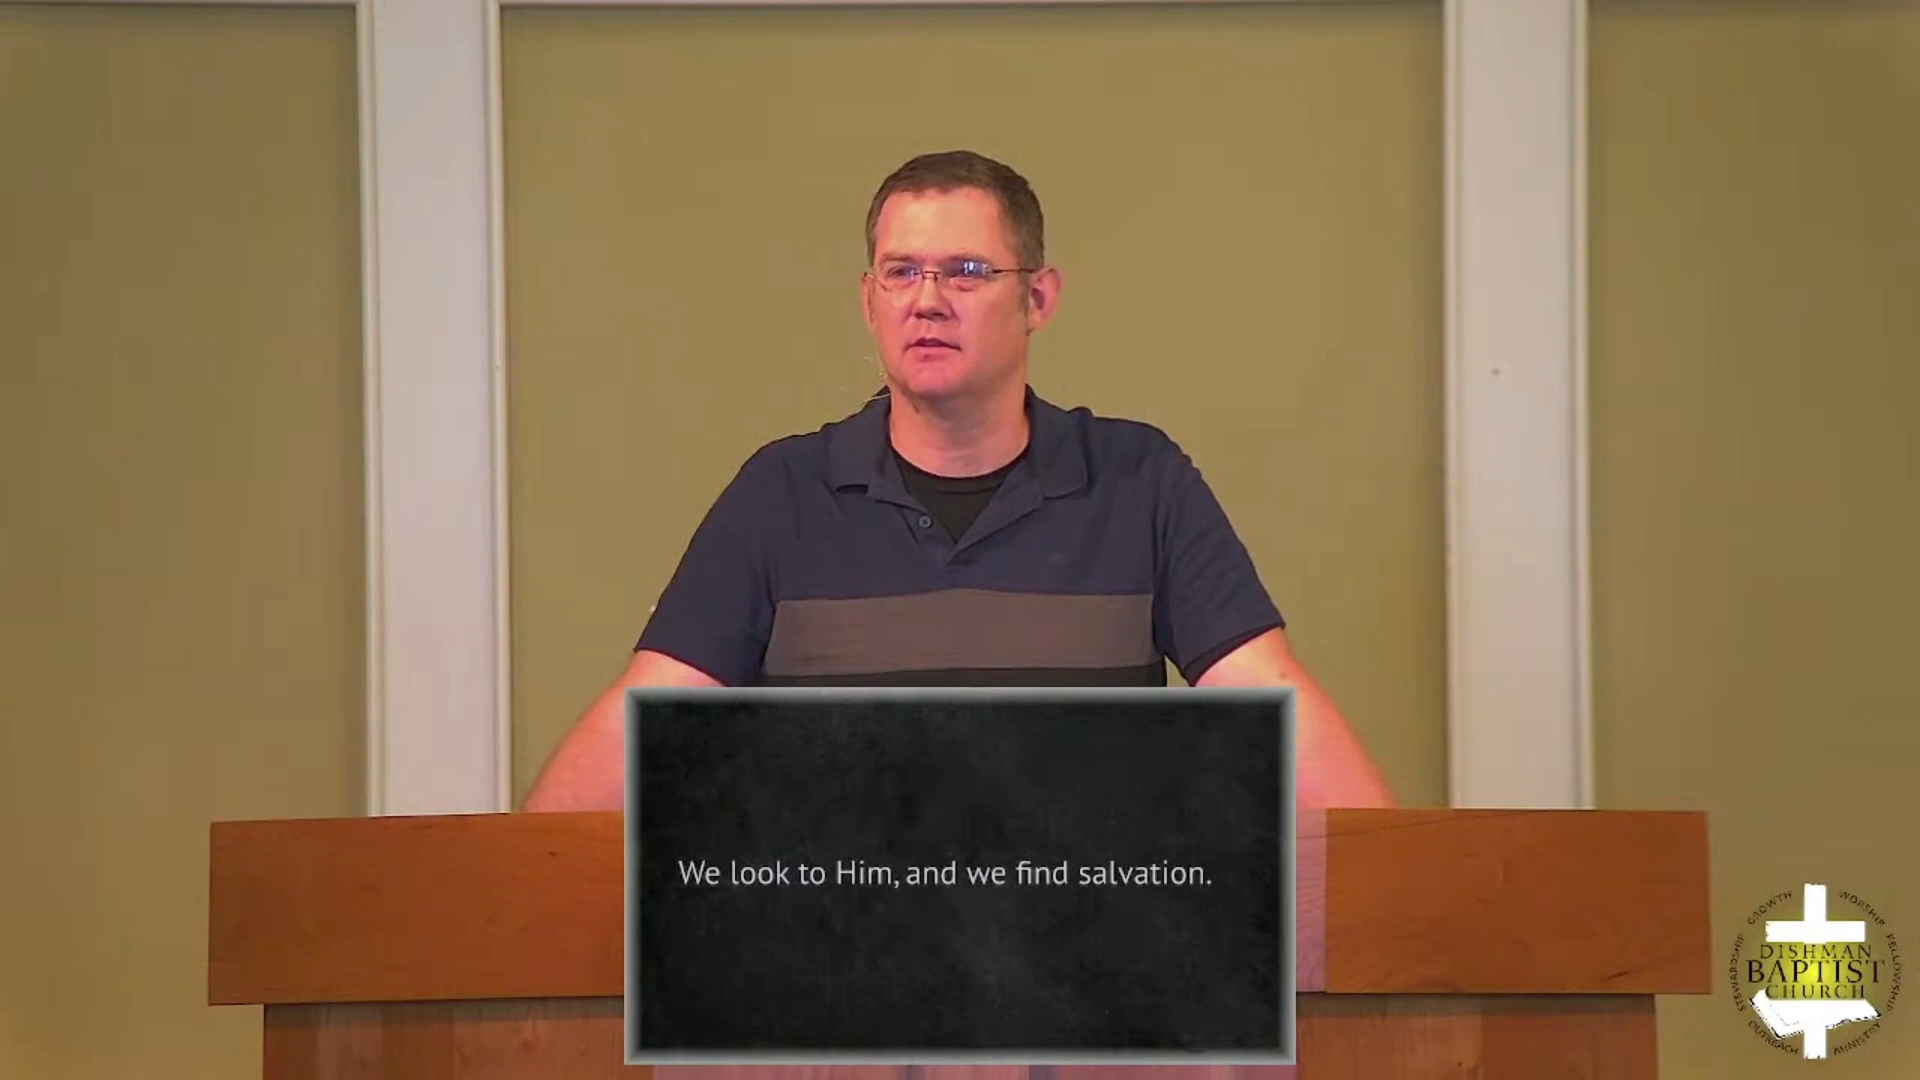 We look to Him, and we find salvation.
GROWTH
WORSHIP
STEWARDSHIP
FELLOWSHIP
DISHMAN
BAPTIST
CHURCH
OUTREACH
MINISTRY